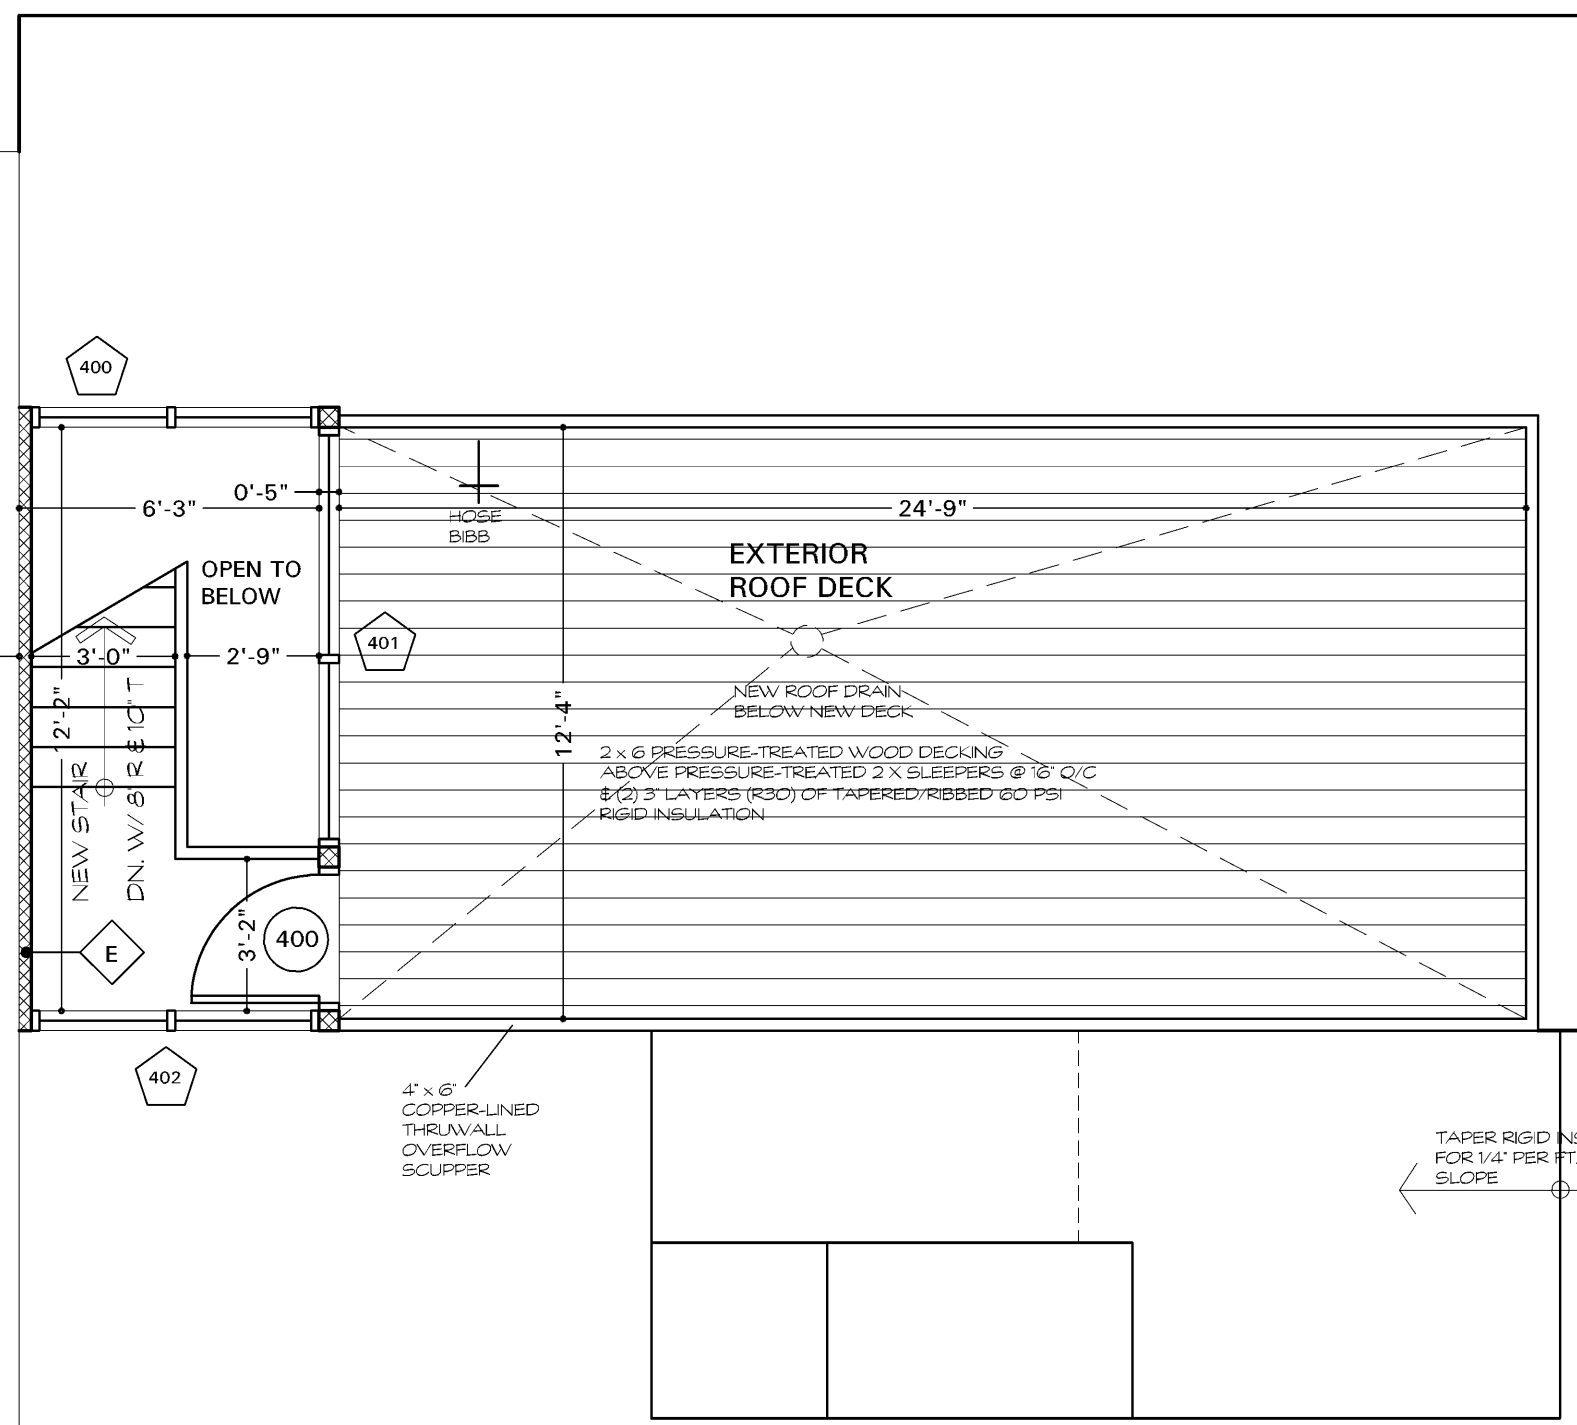 400
0'-5"
6'-3"
24'-9"
HOSE
BIBB
EXTERIOR
ROOF DECK
OPEN TO
BELOW
401
3'-0"
2'-9"
12'-2"
12'-4"
NEW ROOF DRAIN
BELOW NEW DECK
2 x 6 PRESSURE-TREATED WOOD DECKING
ABOVE PRESSURE-TREATED 2 X SLEEPERS @ 16" O/C
& (2) 3" LAYERS (R30) OF TAPERED/RIBBED 60 PSI
RIGID INSULATION
NEW STAIR
DN. W/ 8" R & 10" T
3'-2"
400
E
402
4" x 6"
COPPER-LINED
THRUWALL
OVERFLOW
SCUPPER
TAPER RIGID INS
FOR 1/4" PER FT.
SLOPE